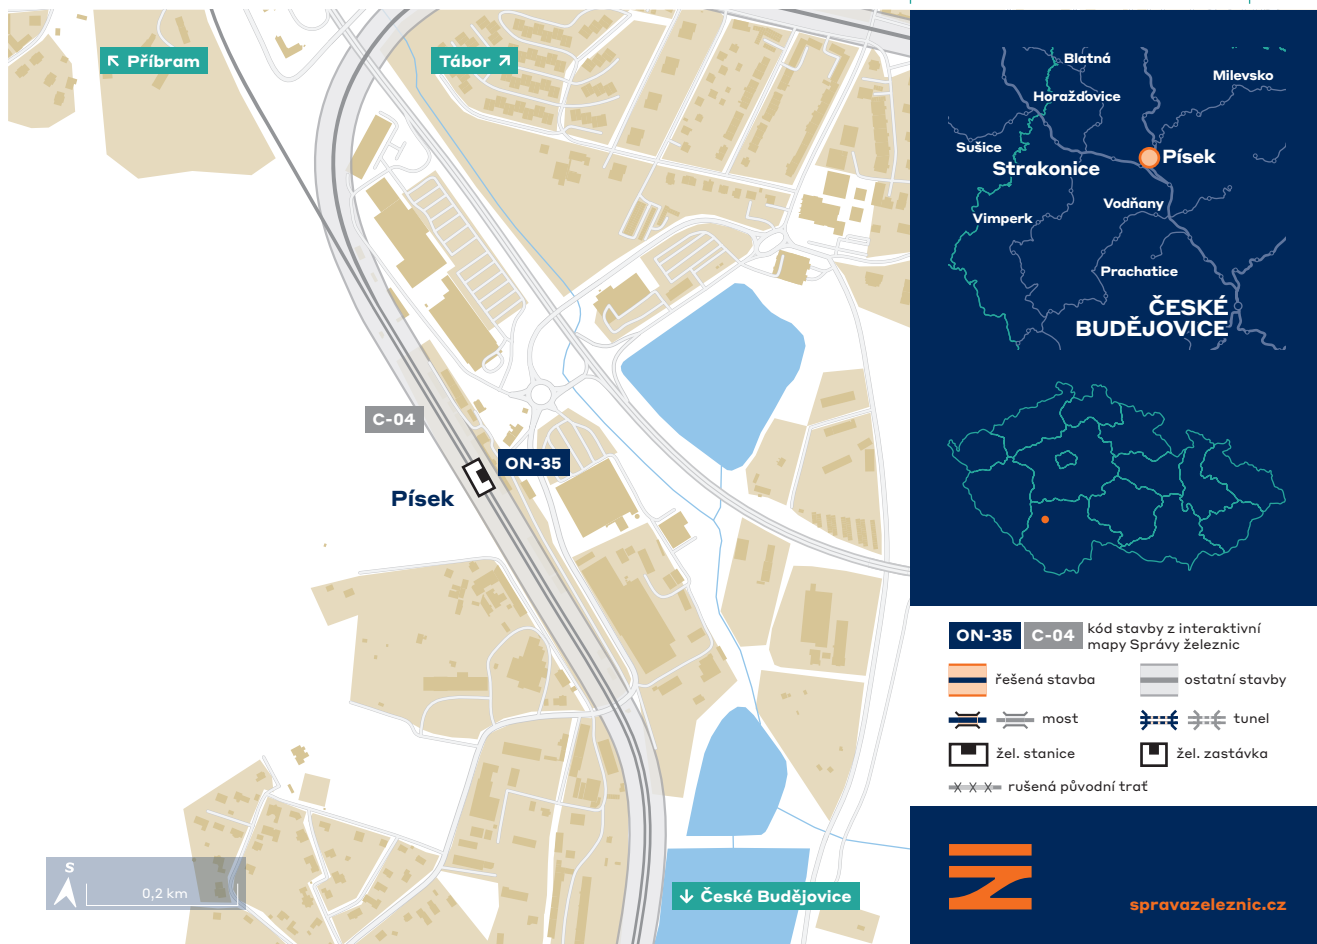 ↖ Příbram
Tábor ↗
C-04
ON-35
Písek
S
0,2 km
↓ České Budějovice
Blatná
Milevsko
Horažďovice
Sušice
Strakonice
Písek
Vodňany
Vimperk
Prachatice
ČESKÉ
BUDĚJOVICE
ON-35 C-04 kód stavby z interaktivní
mapy Správy železnic
řešená stavba
ostatní stavby
most
tunel
žel. stanice
žel. zastávka
rušená původní trať
spravazeleznic.cz